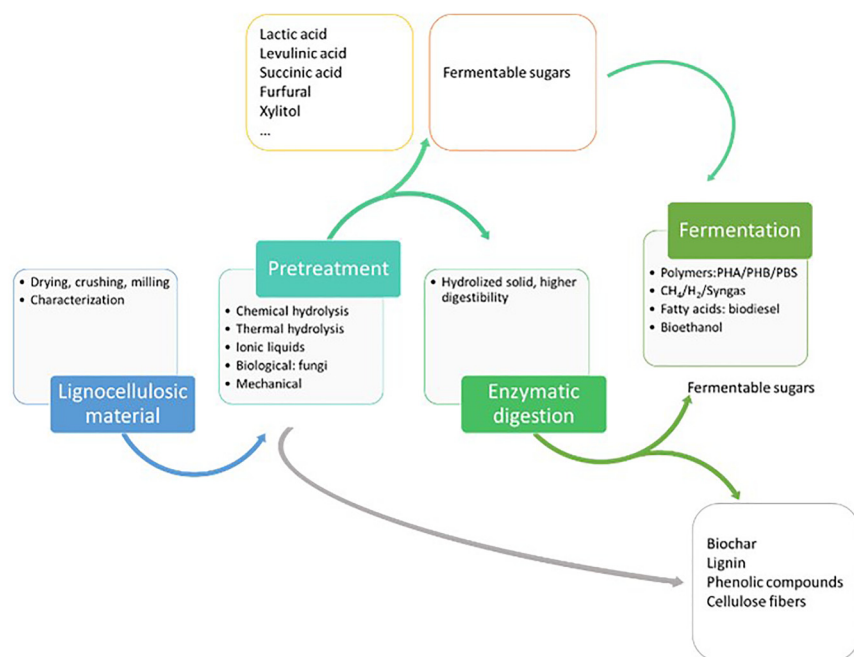 Lactic acid
Levulinic acid
Succinic acid
Furfural
Xylitol
...
Fermentable sugars
Drying, crushing, milling
Characterization
Lignocellulosic
material
Pretreatment
• Chemical hydrolysis
• Thermal hydrolysis
• Ionic liquids
• Biological: fungi
• Mechanical
• Hydrolized solid, higher
digestibility
Enzymatic
digestion
Fermentation
• Polymers:PHA/PHB/PBS
• CH₄/H₂/Syngas
• Fatty acids: biodiesel
• Bioethanol
Fermentable sugars
Biochar
Lignin
Phenolic compounds
Cellulose fibers